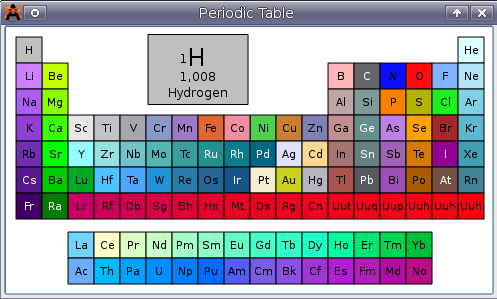 Periodic Table
H He
1H
1,008
Hydrogen
Li Be B C N O F Ne
Na Mg Al Si P S Cl Ar
K Ca Sc Ti V Cr Mn Fe Co Ni Cu Zn Ga Ge As Se Br Kr
Rb Sr Y Zr Nb Mo Tc Ru Rh Pd Ag Cd In Sn Sb Te I Xe
Cs Ba Lu Hf Ta W Re Os Ir Pt Au Hg Tl Pb Bi Po At Rn
Fr Ra Lr Rf Db Sg Bh Hs Mt Ds Rg Cn Uut Uuq Uup Uuh Uuh Uuh
La Ce Pr Nd Pm Sm Eu Gd Tb Dy Ho Er Tm Yb
Ac Th Pa U Np Pu Am Cm Bk Cf Es Fm Md No